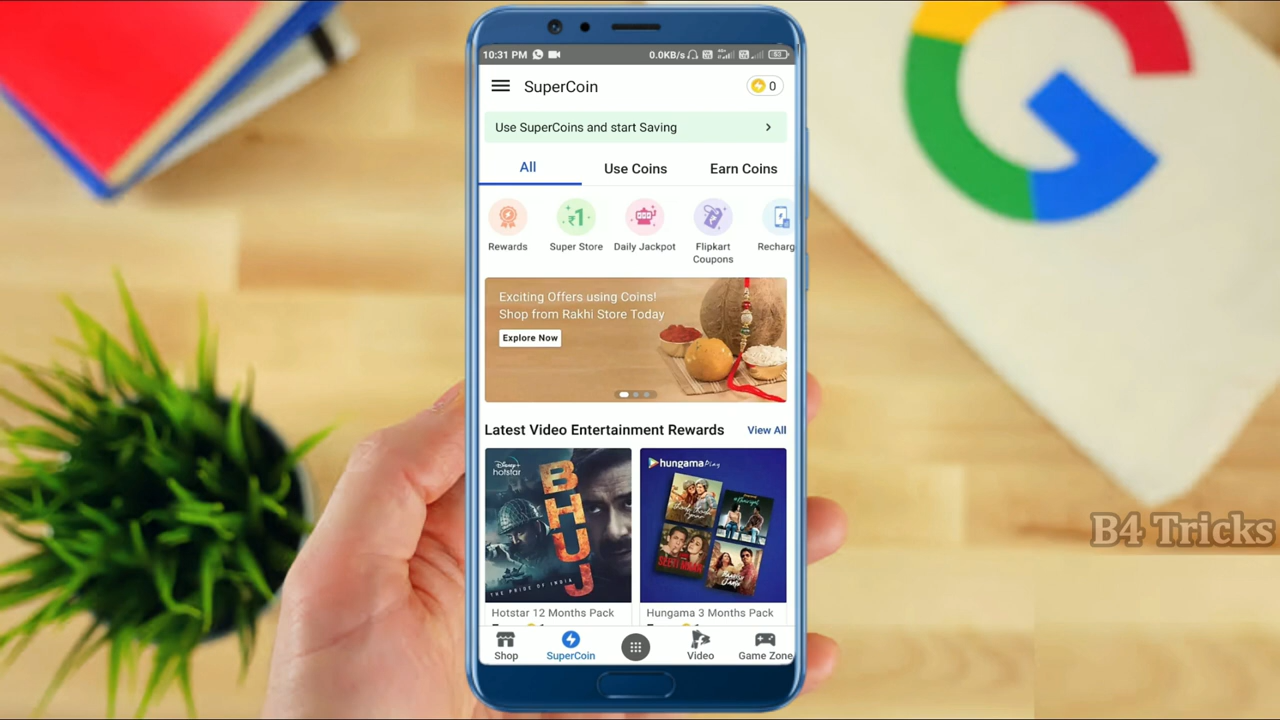 10:31 PM
0.0KB/s
SuperCoin
0
Use SuperCoins and start Saving
All
Use Coins
Earn Coins
Rewards
₹1
Super Store
Daily Jackpot
Flipkart
Coupons
Recharg
Exciting Offers using Coins!
Shop from Rakhi Store Today
Explore Now
Latest Video Entertainment Rewards
View All
Disney+
hotstar
BHUJ
THE PRIDE OF INDIA
hungama Play
Hotstar 12 Months Pack
Hungama 3 Months Pack
Shop
SuperCoin
Video
Game Zone
B4 Tricks